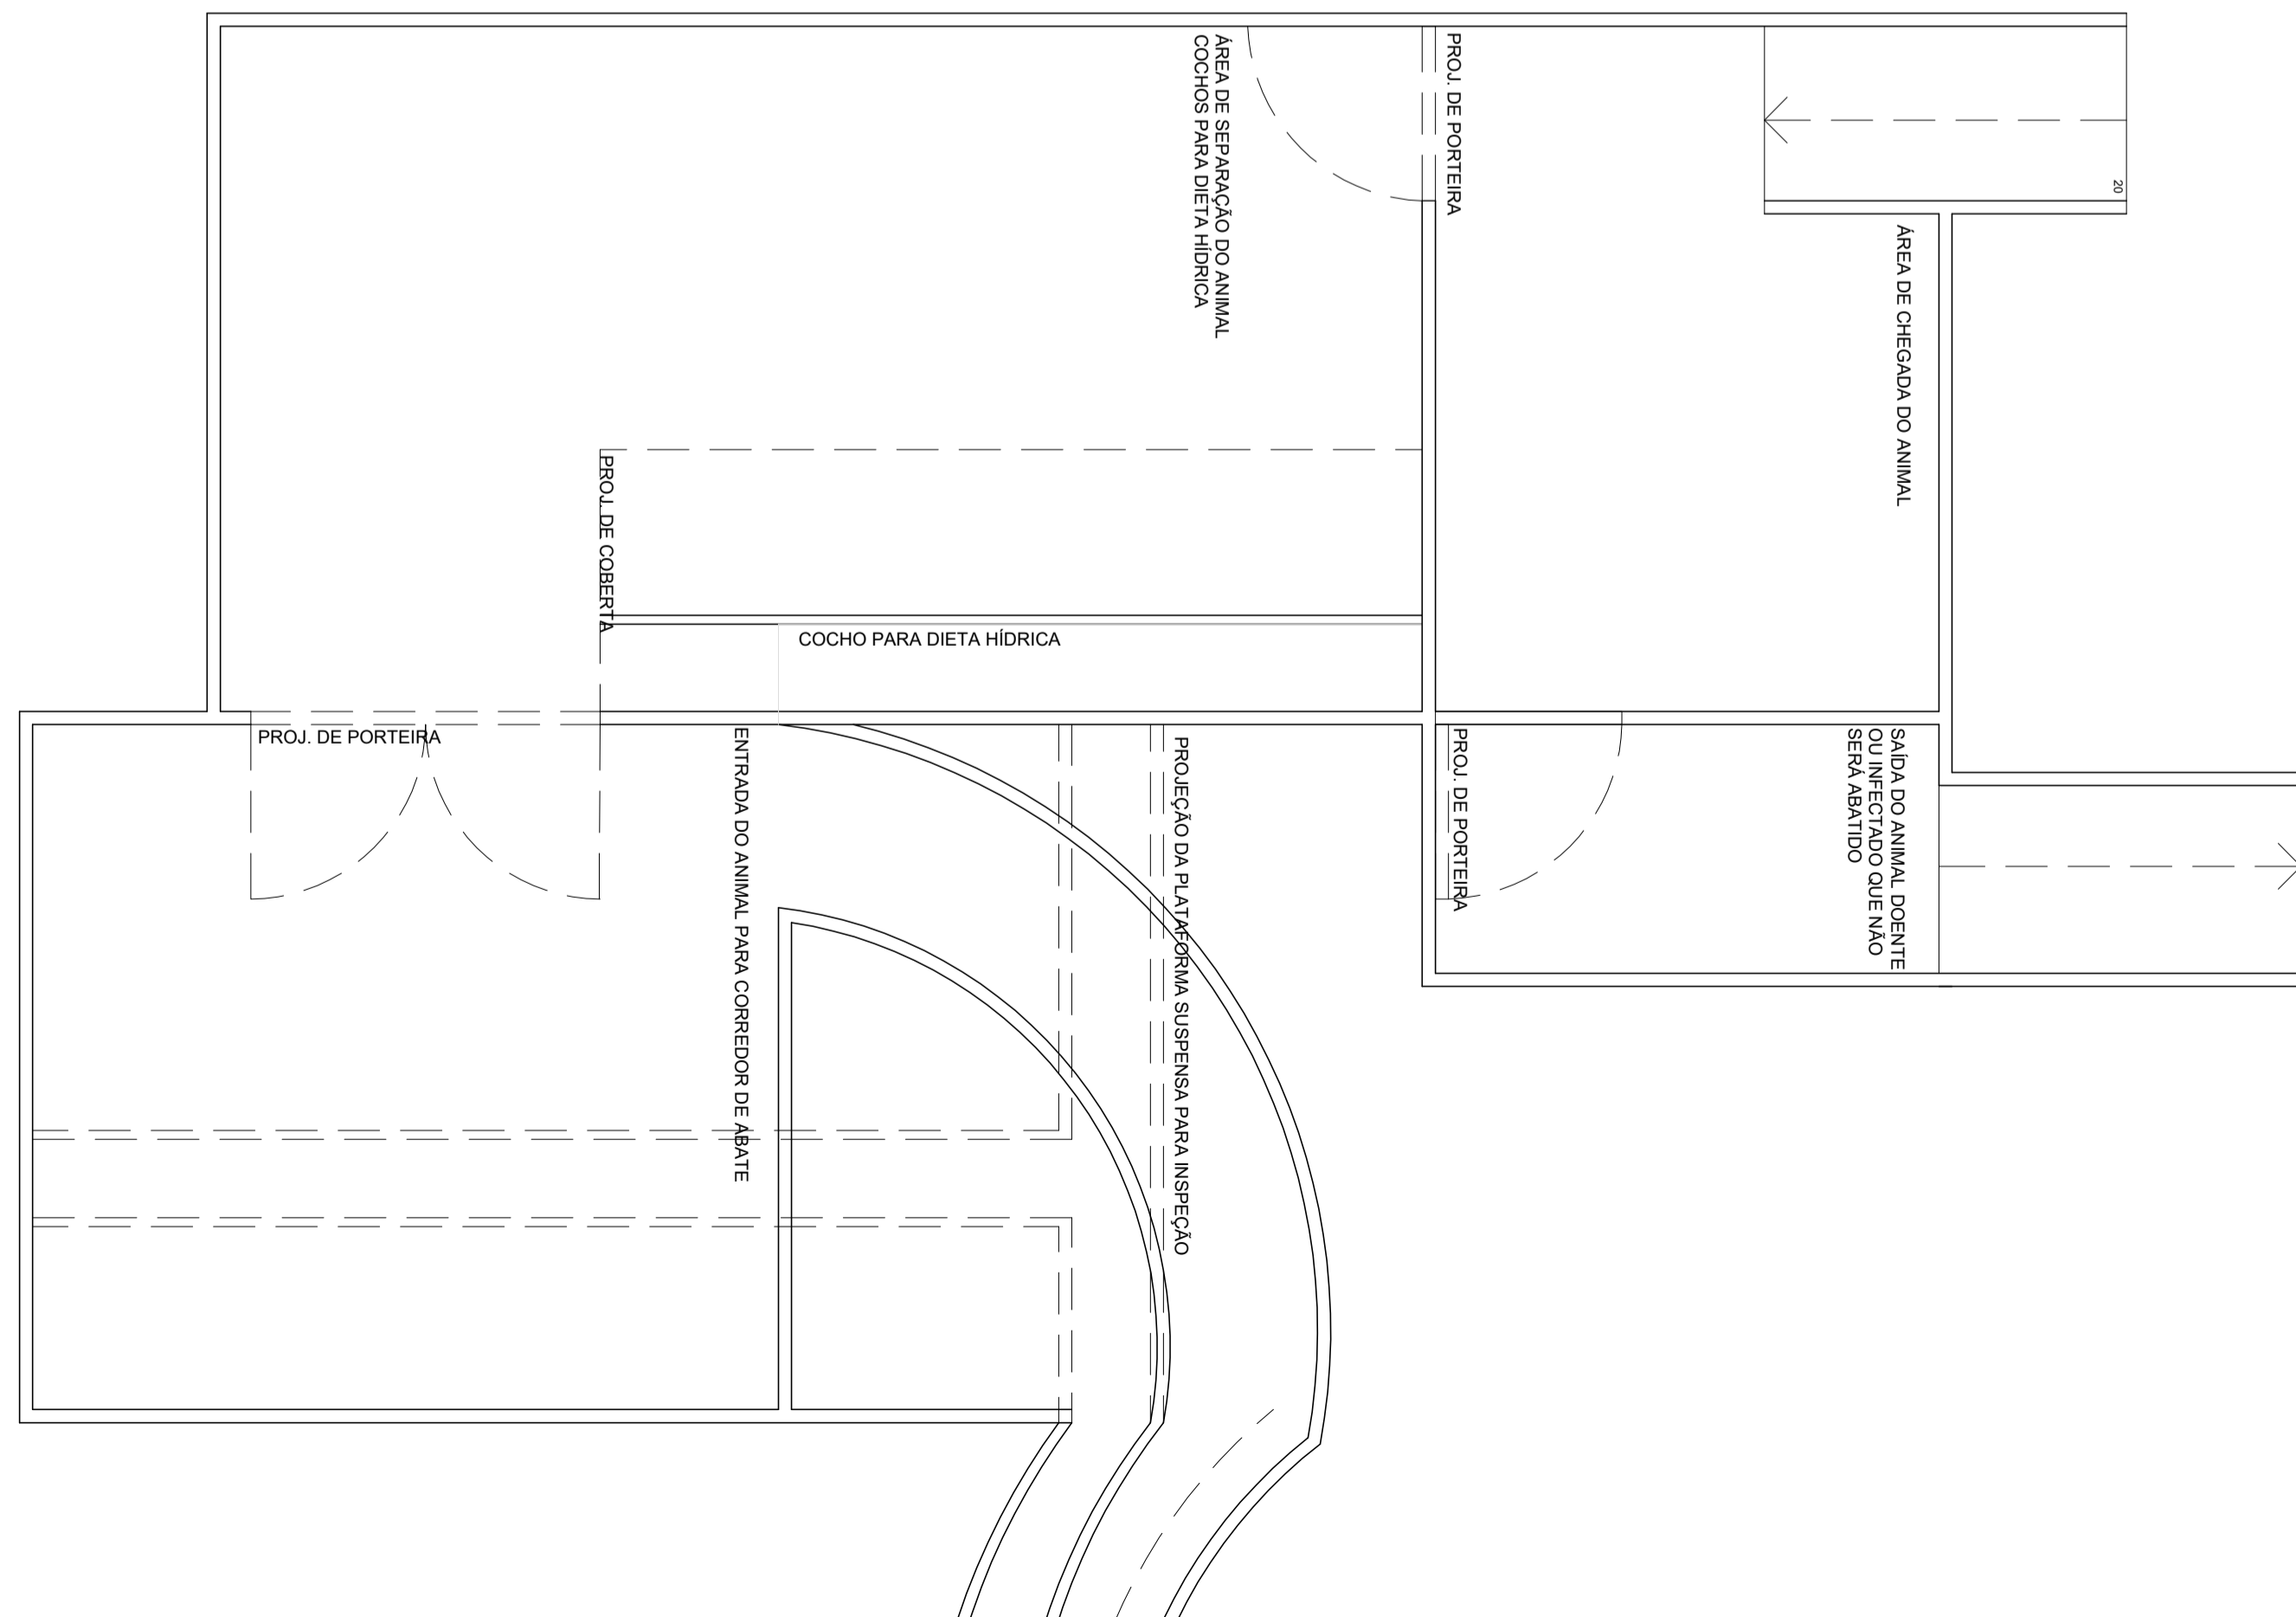 ÁREA DE SEPARAÇÃO DO ANIMAL
COCHOS PARA DIETA HÍDRICA
PROJ. DE PORTEIRA
20
ÁREA DE CHEGADA DO ANIMAL
PROJ. DE COBERTA
COCHO PARA DIETA HÍDRICA
PROJ. DE PORTEIRA
ENTRADA DO ANIMAL PARA CORREDOR DE ABATE
PROJEÇÃO DA PLATAFORMA SUSPENSA PARA INSPEÇÃO
PROJ. DE PORTEIRA
SAÍDA DO ANIMAL DOENTE
OU INFECTADO QUE NÃO
SERÁ ABATIDO